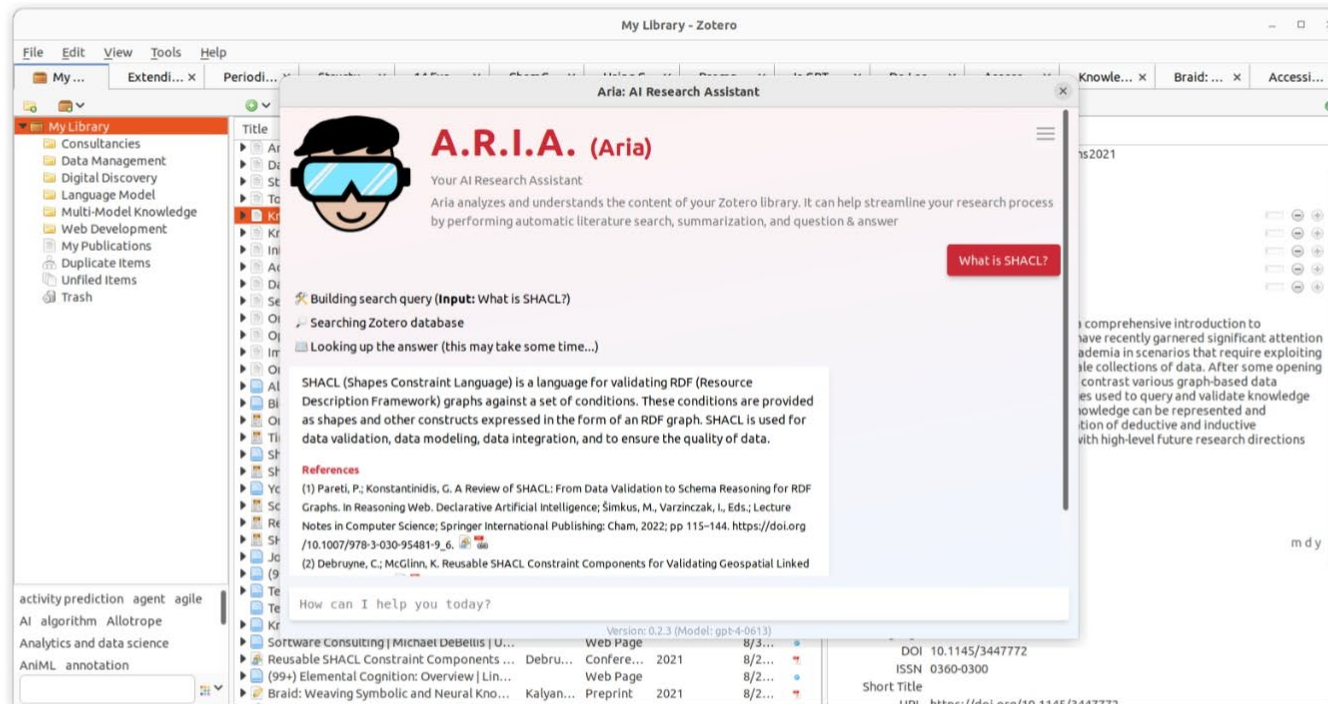 My Library - Zotero
File Edit View Tools Help
My ... Extendi... × Periodi... Knowle... × Braid: ... × Accessi...
Aria: AI Research Assistant
My Library
Consultancies
Data Management
Digital Discovery
Language Model
Multi-Model Knowledge
Web Development
My Publications
Duplicate Items
Unfiled Items
Trash
Title
A.R.I.A. (Aria)
Your AI Research Assistant
Aria analyzes and understands the content of your Zotero library. It can help streamline your research process
by performing automatic literature search, summarization, and question & answer
What is SHACL?
🛠 Building search query (Input: What is SHACL?)
🔎 Searching Zotero database
📖 Looking up the answer (this may take some time...)
SHACL (Shapes Constraint Language) is a language for validating RDF (Resource
Description Framework) graphs against a set of conditions. These conditions are provided
as shapes and other constructs expressed in the form of an RDF graph. SHACL is used for
data validation, data modeling, data integration, and to ensure the quality of data.
References
(1) Pareti, P.; Konstantinidis, G. A Review of SHACL: From Data Validation to Schema Reasoning for RDF
Graphs. In Reasoning Web. Declarative Artificial Intelligence; Šimkus, M., Varzinczak, I., Eds.; Lecture
Notes in Computer Science; Springer International Publishing: Cham, 2022; pp 115–144. https://doi.org
/10.1007/978-3-030-95481-9_6.
(2) Debruyne, C.; McGlinn, K. Reusable SHACL Constraint Components for Validating Geospatial Linked
How can I help you today?
Version: 0.2.3 (Model: gpt-4-0613)
ns2021
comprehensive introduction to
have recently garnered significant attention
ademia in scenarios that require exploiting
ale collections of data. After some opening
contrast various graph-based data
es used to query and validate knowledge
nowledge can be represented and
tion of deductive and inductive
with high-level future research directions
m d y
activity prediction agent agile
AI algorithm Allotrope
Analytics and data science
AniML annotation
Software Consulting | Michael DeBellis | U... Web Page 8/3...
Reusable SHACL Constraint Components ... Debru... Confere... 2021 8/2...
(99+) Elemental Cognition: Overview | Lin... Web Page 8/2...
Braid: Weaving Symbolic and Neural Kno... Kalyan... Preprint 2021 8/2...
DOI 10.1145/3447772
ISSN 0360-0300
Short Title
URL https://doi.org/10.1145/3447772